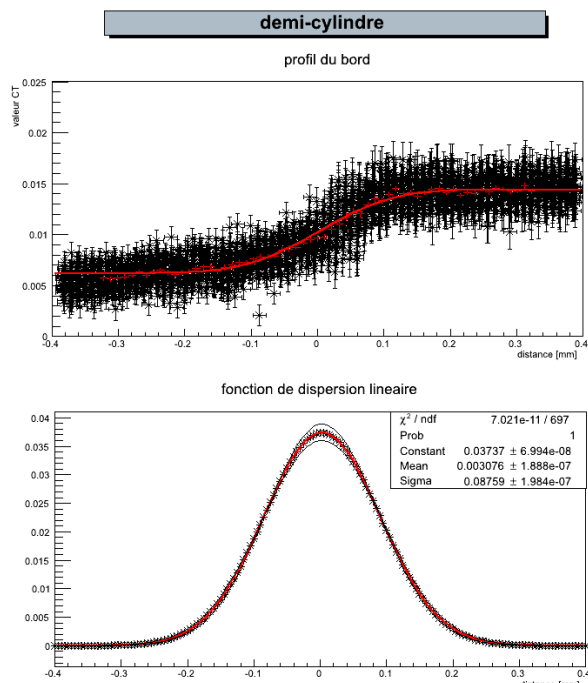 demi-cylindre
profil du bord
valeur CT
0.025
0.02
0.015
0.01
0.005
0
-0.4 -0.3 -0.2 -0.1 0 0.1 0.2 0.3 0.4
distance [mm]
fonction de dispersion lineaire
χ² / ndf 7.021e-11 / 697
Prob 1
Constant 0.03737 ± 6.994e-08
Mean 0.003076 ± 1.888e-07
Sigma 0.08759 ± 1.984e-07
0.04
0.035
0.03
0.025
0.02
0.015
0.01
0.005
0
-0.4 -0.3 -0.2 -0.1 0 0.1 0.2 0.3 0.4
distance [mm]